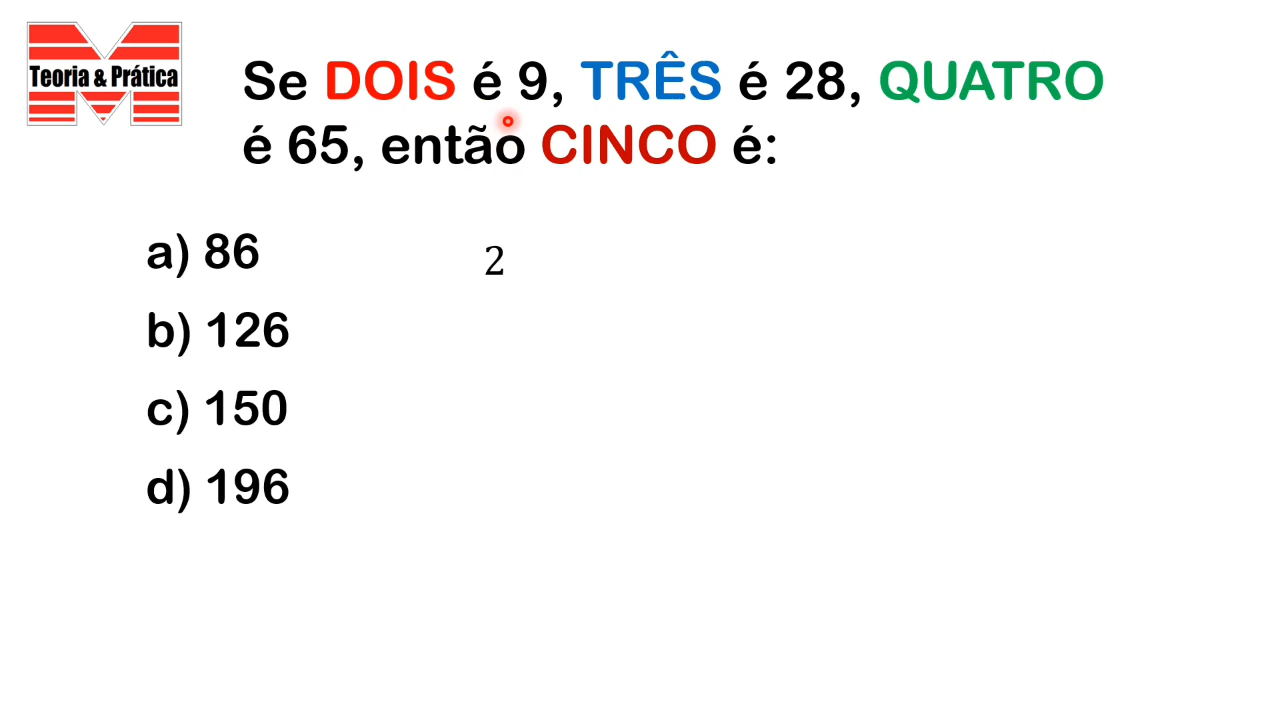 Teoria & Prática
Se DOIS é 9, TRÊS é 28, QUATRO
é 65, então CINCO é:
a) 86
2
b) 126
c) 150
d) 196